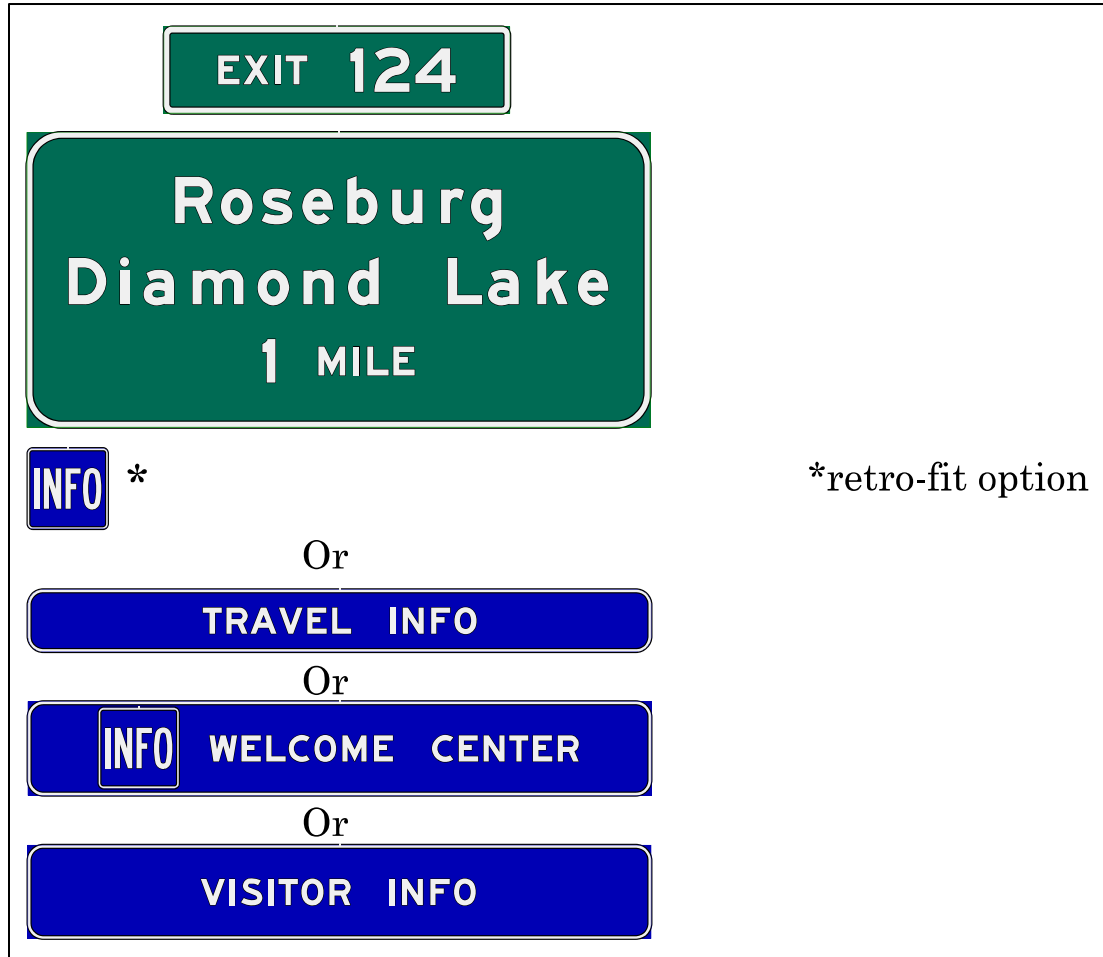 EXIT 124
Roseburg
Diamond Lake
1 MILE
INFO * *retro-fit option
Or
TRAVEL INFO
Or
INFO WELCOME CENTER
Or
VISITOR INFO